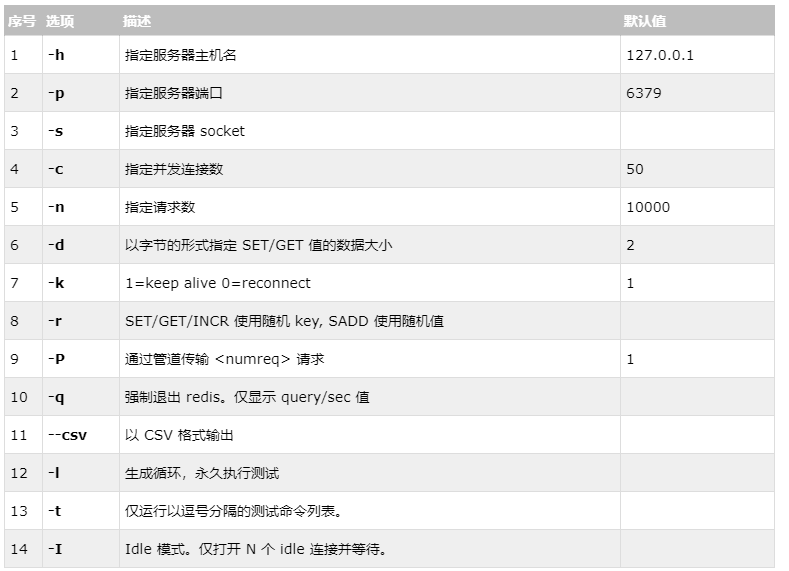 序号 选项 描述 默认值
1 -h 指定服务器主机名 127.0.0.1
2 -p 指定服务器端口 6379
3 -s 指定服务器 socket
4 -c 指定并发连接数 50
5 -n 指定请求数 10000
6 -d 以字节的形式指定 SET/GET 值的数据大小 2
7 -k 1=keep alive 0=reconnect 1
8 -r SET/GET/INCR 使用随机 key, SADD 使用随机值
9 -P 通过管道传输 <numreq> 请求 1
10 -q 强制退出 redis。仅显示 query/sec 值
11 --csv 以 CSV 格式输出
12 -l 生成循环，永久执行测试
13 -t 仅运行以逗号分隔的测试命令列表。
14 -I Idle 模式。仅打开 N 个 idle 连接并等待。